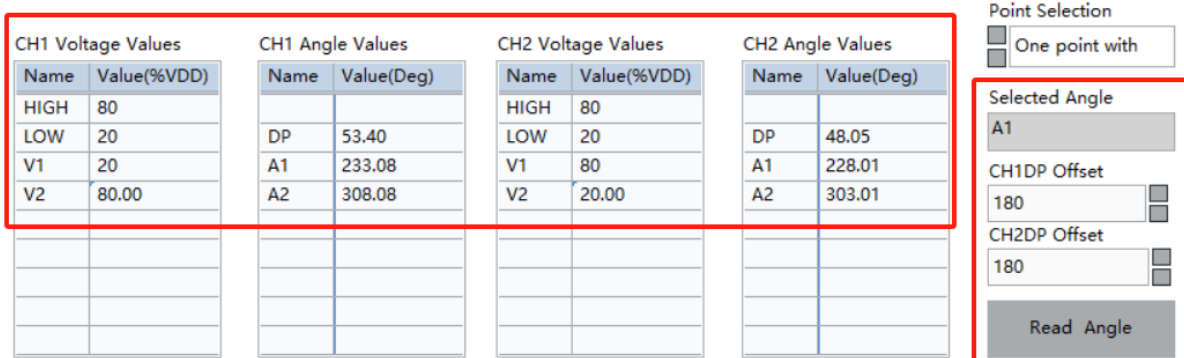 Point Selection
One point with
CH1 Voltage Values CH1 Angle Values CH2 Voltage Values CH2 Angle Values
Name Value(%VDD) Name Value(Deg) Name Value(%VDD) Name Value(Deg)
HIGH 80 HIGH 80
LOW 20 DP 53.40 LOW 20 DP 48.05
V1 20 A1 233.08 V1 80 A1 228.01
V2 80.00 A2 308.08 V2 20.00 A2 303.01
Selected Angle
A1
CH1DP Offset
180
CH2DP Offset
180
Read Angle